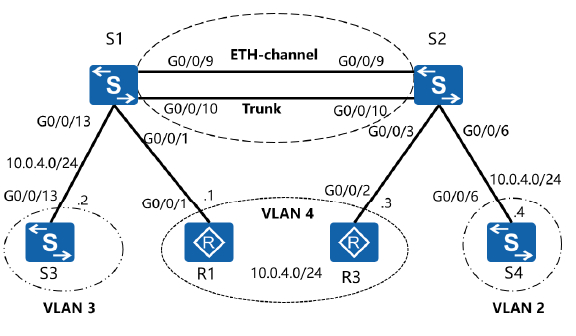 S1
S2
ETH-channel
G0/0/9
G0/0/9
S
S
G0/0/10
Trunk
G0/0/10
G0/0/13
G0/0/1
G0/0/3
G0/0/6
10.0.4.0/24
10.0.4.0/24
G0/0/13
.2
G0/0/1
.1
VLAN 4
G0/0/2
.3
G0/0/6
.4
S
R
R
S
S3
R1
10.0.4.0/24
R3
S4
VLAN 3
VLAN 2